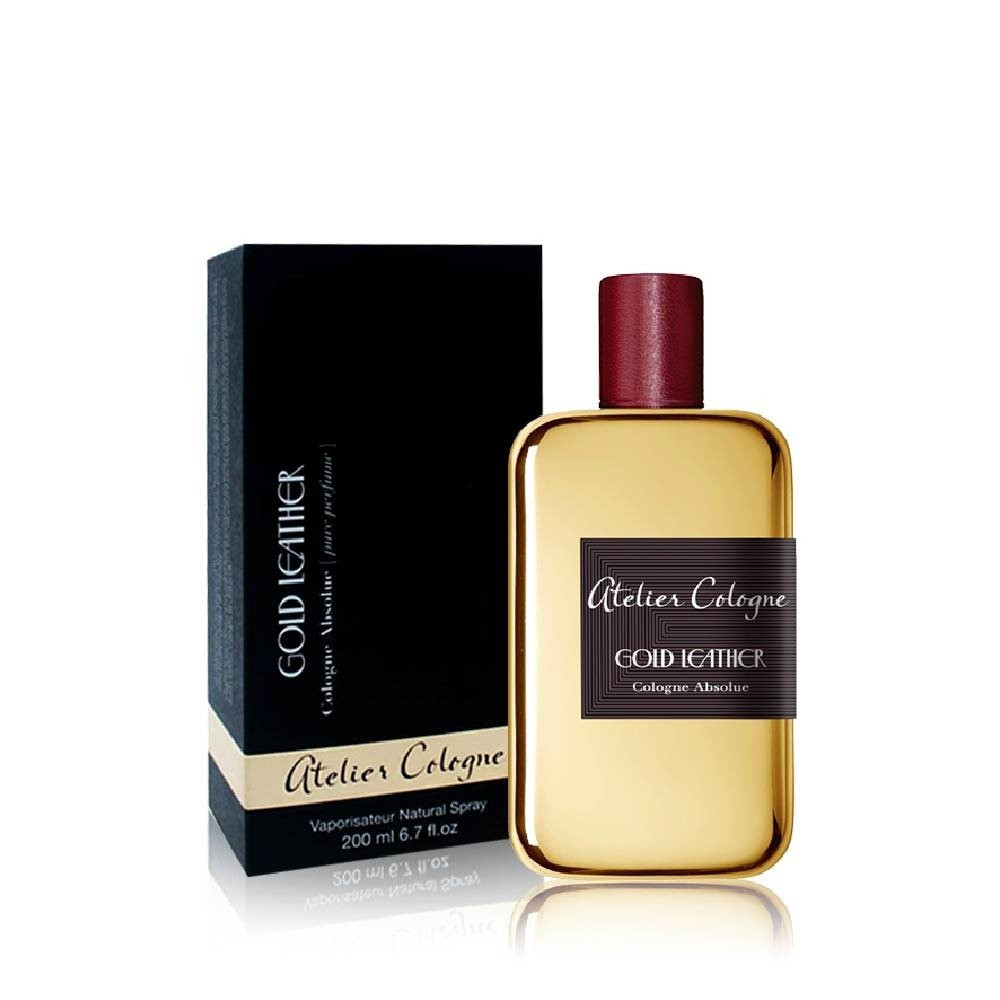 GOLD LEATHER
Cologne Absolue [ pure perfume ]
Atelier Cologne
Vaporisateur Natural Spray
200 ml 6.7 fl.oz
Atelier Cologne
GOLD LEATHER
Cologne Absolue